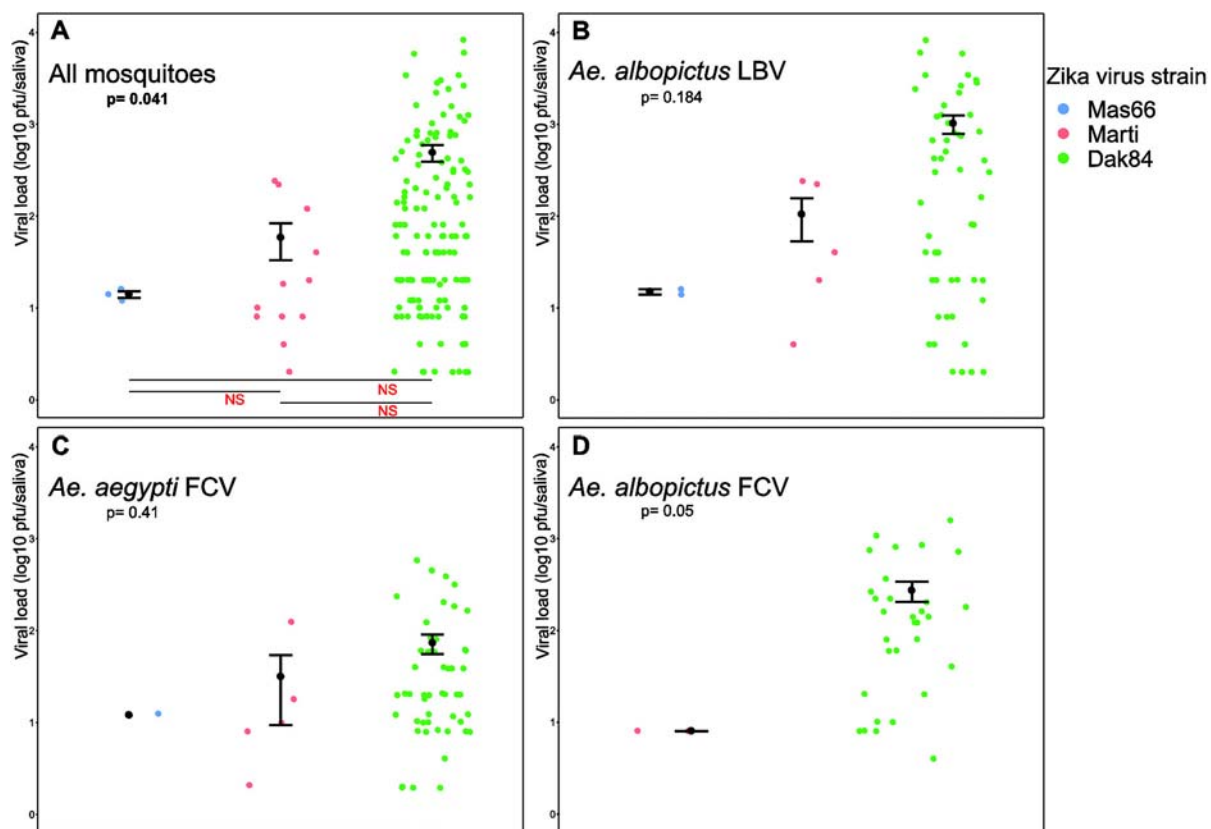 A
All mosquitoes
p= 0.041
Viral load (log10 pfu/saliva)
4
3
2
1
0
NS
NS
NS
B
Ae. albopictus LBV
p= 0.184
Viral load (log10 pfu/saliva)
4
3
2
1
0
Zika virus strain
Mas66
Marti
Dak84
C
Ae. aegypti FCV
p= 0.41
Viral load (log10 pfu/saliva)
4
3
2
1
0
D
Ae. albopictus FCV
p= 0.05
Viral load (log10 pfu/saliva)
4
3
2
1
0